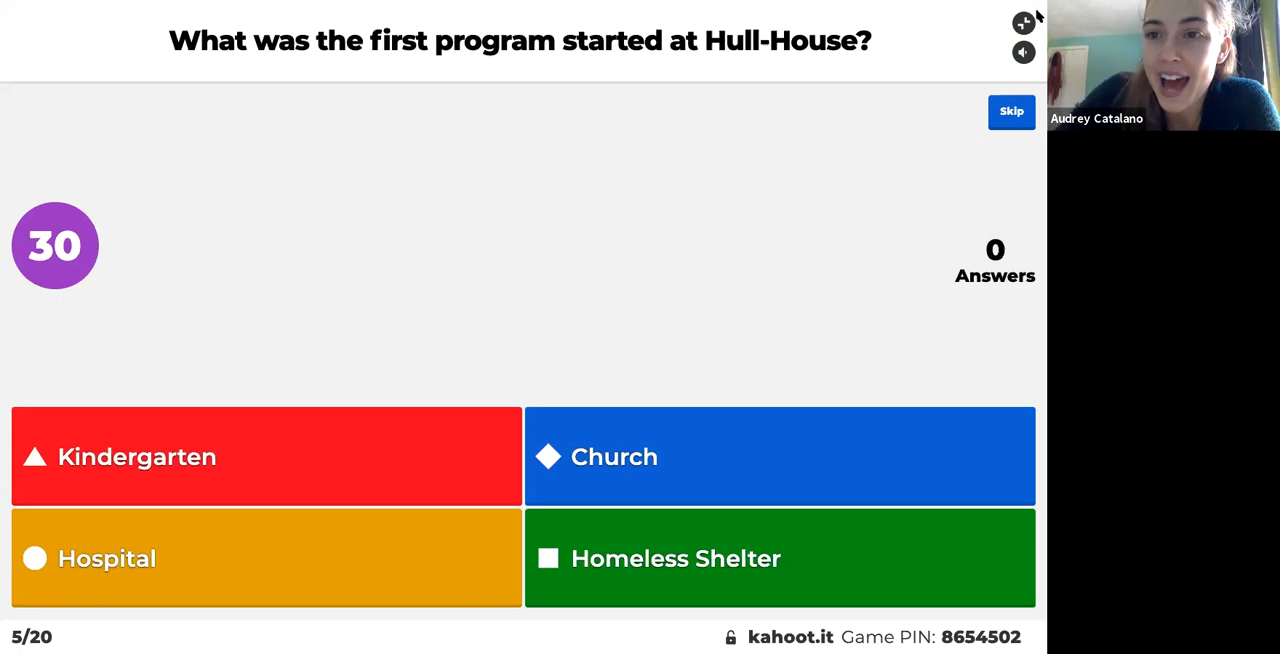 What was the first program started at Hull-House?
Skip
Audrey Catalano
30
0
Answers
Kindergarten
Church
Hospital
Homeless Shelter
5/20
kahoot.it Game PIN: 8654502